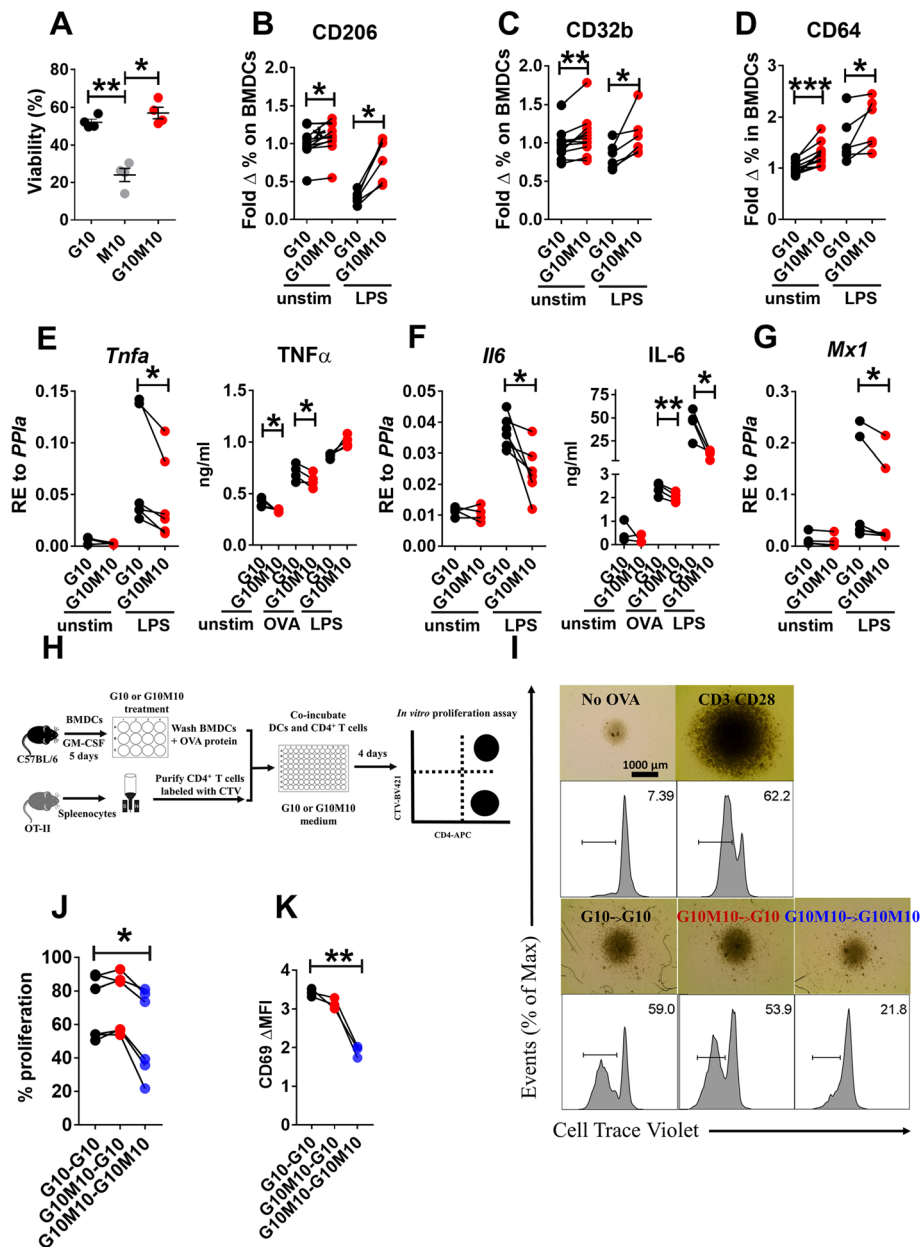 A
Viability (%)
80
60
40
20
0
**
*
G10
M10
G10M10
B
CD206
Fold Δ % on BMDCs
2.0
1.5
1.0
0.5
0.0
*
*
G10
G10M10
G10
G10M10
unstim
LPS
C
CD32b
Fold Δ % on BMDCs
2.0
1.5
1.0
0.5
0.0
**
*
G10
G10M10
G10
G10M10
unstim
LPS
D
CD64
Fold Δ % in BMDCs
3
2
1
0
***
*
G10
G10M10
G10
G10M10
unstim
LPS
E
Tnfa
RE to PPIa
0.15
0.10
0.05
0.00
*
G10
G10M10
G10
G10M10
unstim
LPS
TNFα
ng/ml
1.5
1.0
0.5
0.0
*
*
G10
G10M10
G10
G10M10
G10
G10M10
unstim
OVA
LPS
F
Il6
RE to PPIa
0.06
0.04
0.02
0.00
*
G10
G10M10
G10
G10M10
unstim
LPS
IL-6
ng/ml
75
50
25
4
3
2
1
0
**
*
G10
G10M10
G10
G10M10
G10
G10M10
unstim
OVA
LPS
G
Mx1
RE to PPIa
0.3
0.2
0.1
0.0
*
G10
G10M10
G10
G10M10
unstim
LPS
H
C57BL/6
BMDCs
GM-CSF
5 days
G10 or G10M10
treatment
Wash BMDCs
+ OVA protein
OT-II
Spleenocytes
Purify CD4+ T cells
labeled with CTV
Co-incubate
DCs and CD4+ T cells
G10 or G10M10
medium
4 days
In vitro proliferation assay
CTV-BV421
CD4-APC
I
No OVA
CD3 CD28
1000 μm
7.39
62.2
G10->G10
G10M10->G10
G10M10->G10M10
59.0
53.9
21.8
Events (% of Max)
Cell Trace Violet
J
% proliferation
100
80
60
40
20
0
*
G10-G10
G10M10-G10
G10M10-G10M10
K
CD69 ΔMFI
4
3
2
1
0
**
G10-G10
G10M10-G10
G10M10-G10M10